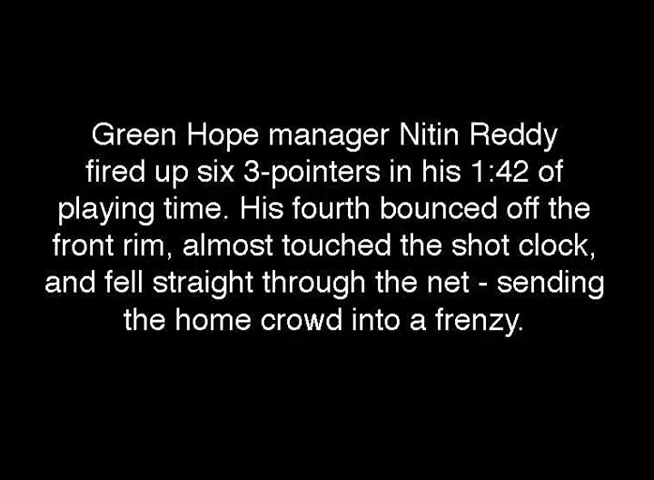 Green Hope manager Nitin Reddy
fired up six 3-pointers in his 1:42 of
playing time. His fourth bounced off the
front rim, almost touched the shot clock,
and fell straight through the net - sending
the home crowd into a frenzy.